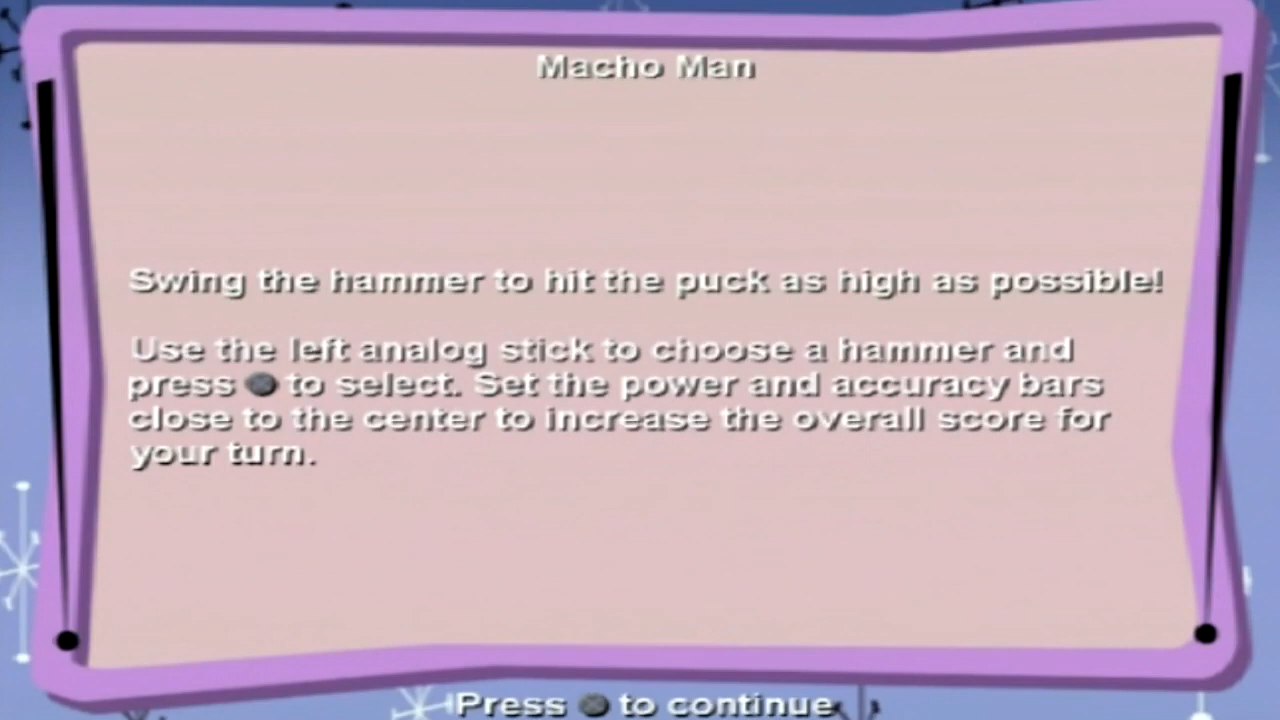 Macho Man
Swing the hammer to hit the puck as high as possible!
Use the left analog stick to choose a hammer and
press to select. Set the power and accuracy bars
close to the center to increase the overall score for
your turn.
Press to continue